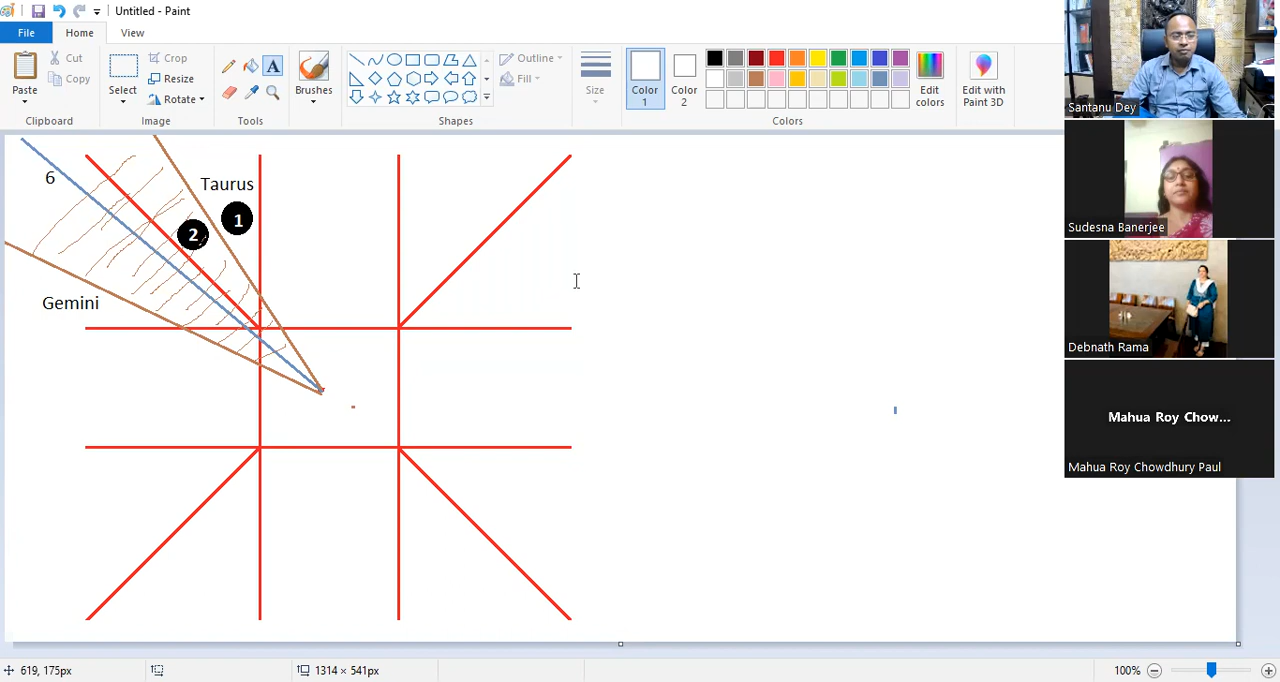 Untitled - Paint
File
Home
View
Paste
Cut
Copy
Clipboard
Select
Crop
Resize
Rotate
Image
A
Tools
Brushes
Shapes
Outline
Fill
Size
Color
1
Color
2
Edit
colors
Edit with
Paint 3D
Colors
6
Taurus
1
2
Gemini
Santanu Dey
Sudesna Banerjee
Debnath Rama
Mahua Roy Chow...
Mahua Roy Chowdhury Paul
619, 175px
1314 × 541px
100%